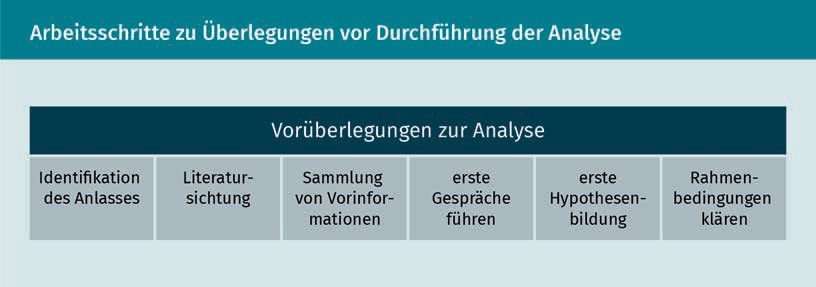 Arbeitsschritte zu Überlegungen vor Durchführung der Analyse
Vorüberlegungen zur Analyse
Identifikation
des Anlasses
Literatur-
sichtung
Sammlung
von Vorinfor-
mationen
erste
Gespräche
führen
erste
Hypothesen-
bildung
Rahmen-
bedingungen
klären